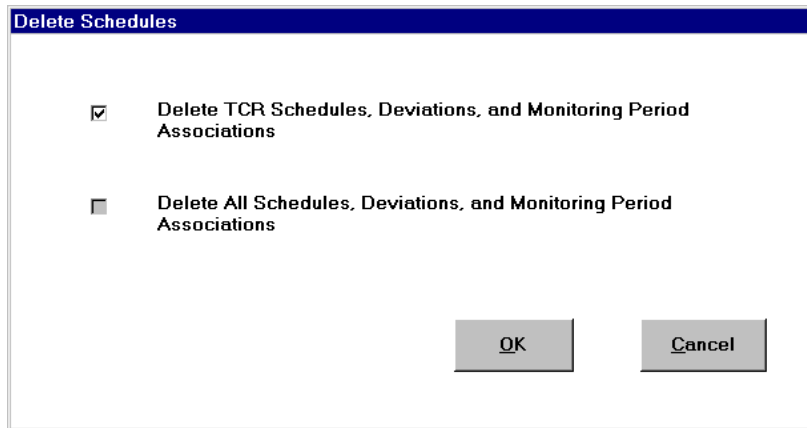 Delete Schedules
Delete TCR Schedules, Deviations, and Monitoring Period
Associations
Delete All Schedules, Deviations, and Monitoring Period
Associations
OK
Cancel